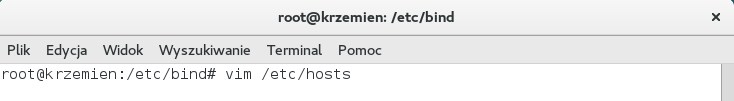 root@krzemien: /etc/bind ×
Plik Edycja Widok Wyszukiwanie Terminal Pomoc
root@krzemien:/etc/bind# vim /etc/hosts